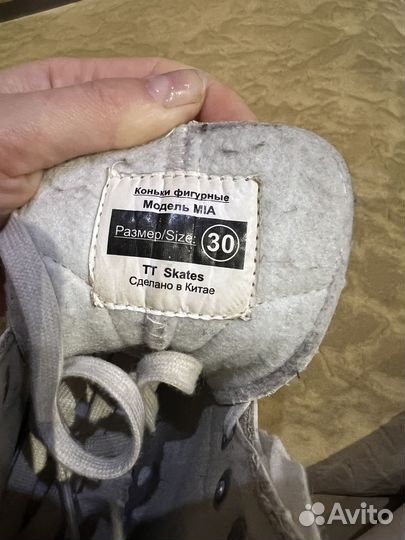 Коньки фигурные
Модель MIA
Размер/Size: 30
TT Skates
Сделано в Китае
Avito